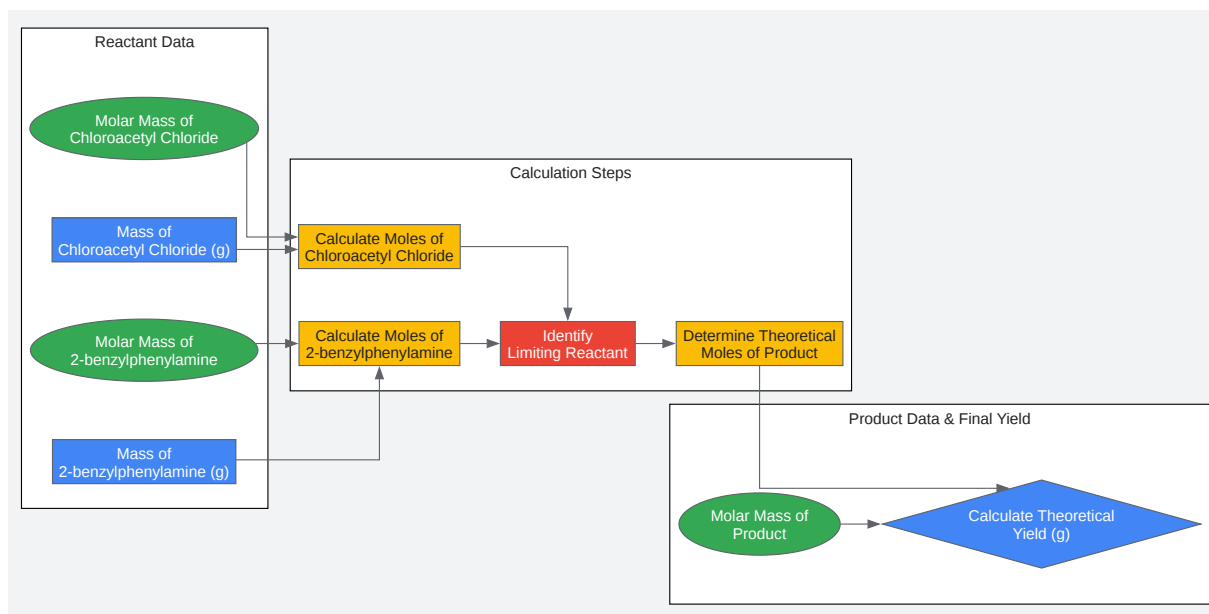 Reactant Data
Molar Mass of
Chloroacetyl Chloride
Mass of
Chloroacetyl Chloride (g)
Molar Mass of
2-benzylphenylamine
Mass of
2-benzylphenylamine (g)
Calculation Steps
Calculate Moles of
Chloroacetyl Chloride
Calculate Moles of
2-benzylphenylamine
Identify
Limiting Reactant
Determine Theoretical
Moles of Product
Product Data & Final Yield
Molar Mass of
Product
Calculate Theoretical
Yield (g)